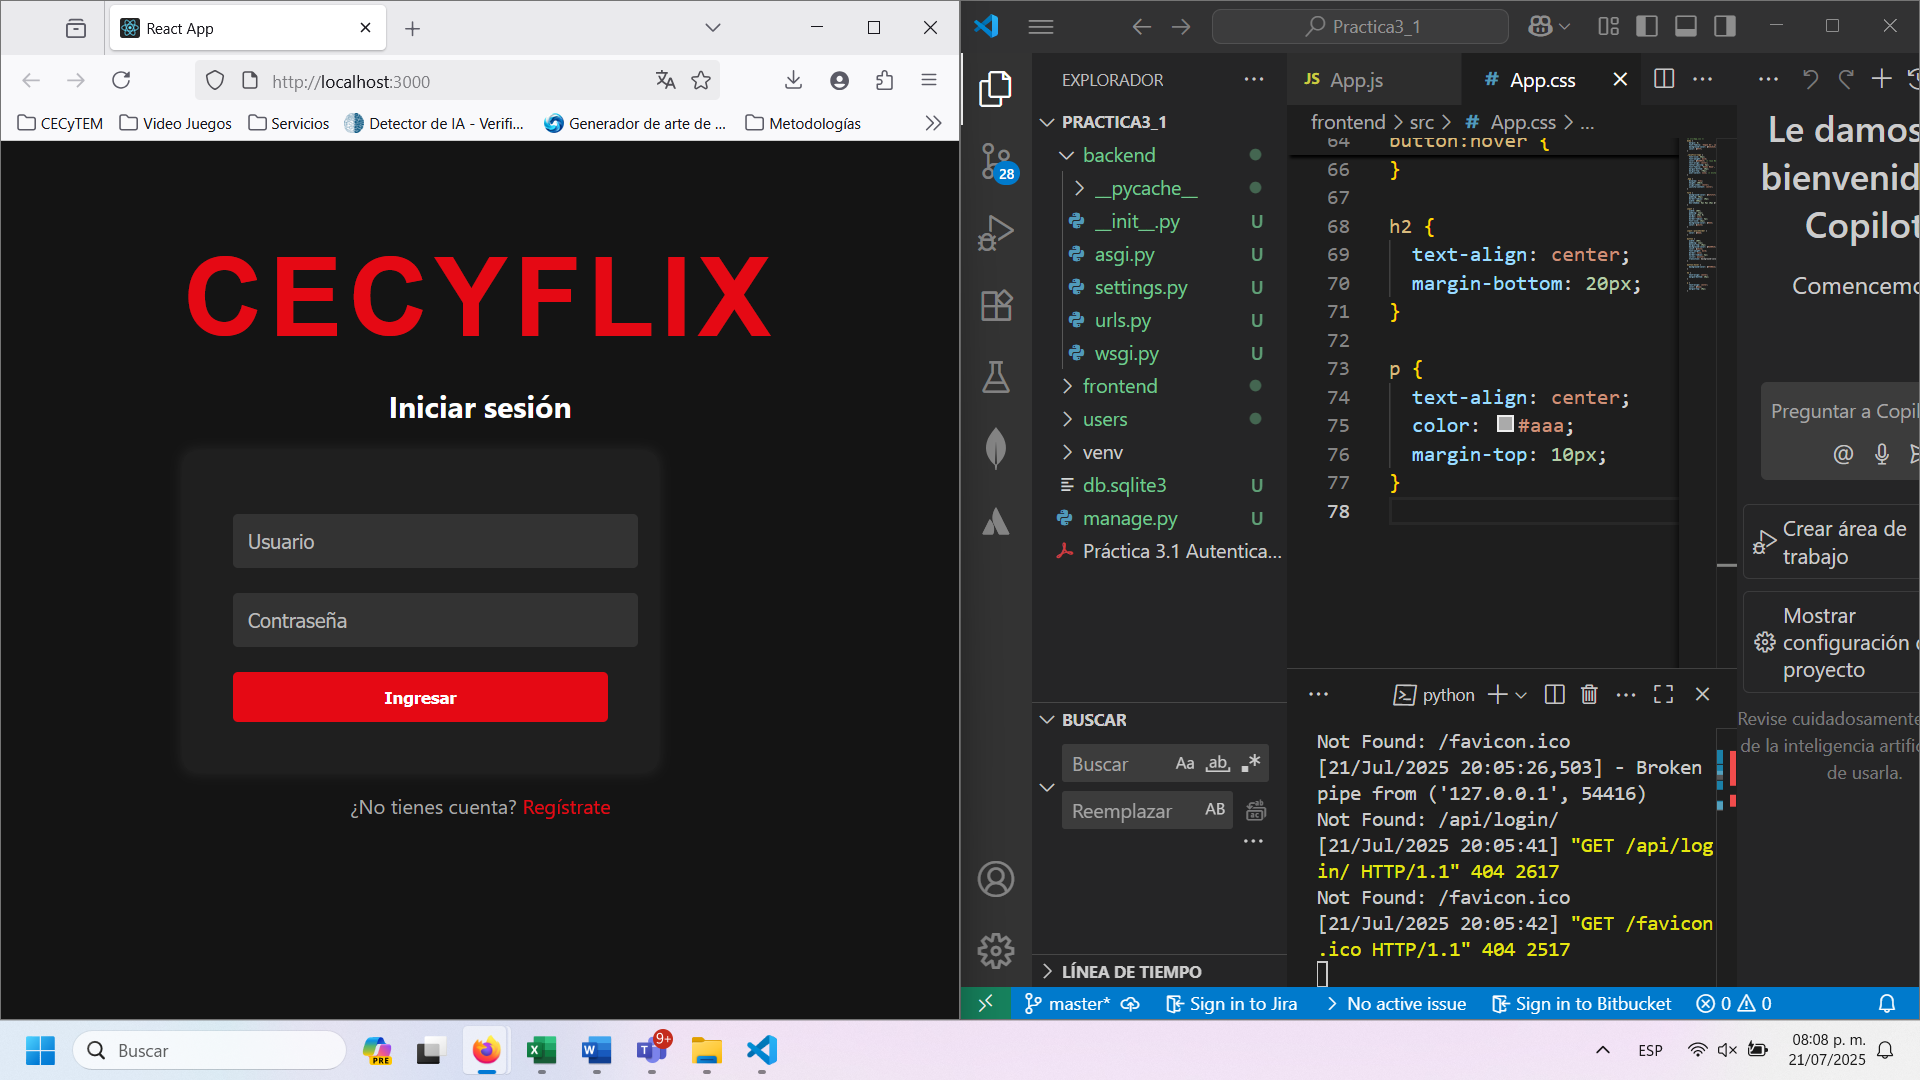 React App
http://localhost:3000
CECyTEM
Video Juegos
Servicios
Detector de IA - Verifi...
Generador de arte de ...
Metodologías
CECYFLIX
Iniciar sesión
Usuario
Contraseña
Ingresar
¿No tienes cuenta? Regístrate
Practica3_1
EXPLORADOR
PRACTICA3_1
backend
__pycache__
__init__.py U
asgi.py U
settings.py U
urls.py U
wsgi.py U
frontend
users
venv
db.sqlite3 U
manage.py U
Práctica 3.1 Autentica...
28
BUSCAR
Buscar Aa ab
Reemplazar AB
LÍNEA DE TIEMPO
JS App.js
# App.css
frontend > src > # App.css > ...
64 button:hover {
66 }
67
68 h2 {
69 text-align: center;
70 margin-bottom: 20px;
71 }
72
73 p {
74 text-align: center;
75 color: #aaa;
76 margin-top: 10px;
77 }
78
python
Not Found: /favicon.ico
[21/Jul/2025 20:05:26,503] - Broken
pipe from ('127.0.0.1', 54416)
Not Found: /api/login/
[21/Jul/2025 20:05:41] "GET /api/log
in/ HTTP/1.1" 404 2617
Not Found: /favicon.ico
[21/Jul/2025 20:05:42] "GET /favicon
.ico HTTP/1.1" 404 2517
Le damos
bienvenid
Copilot
Comencemo
Preguntar a Copil
@
Crear área de
trabajo
Mostrar
configuración
proyecto
Revise cuidadosamente
de la inteligencia artific
de usarla.
master*
Sign in to Jira
No active issue
Sign in to Bitbucket
0
0
Buscar
PRE
9+
ESP
08:08 p. m.
21/07/2025